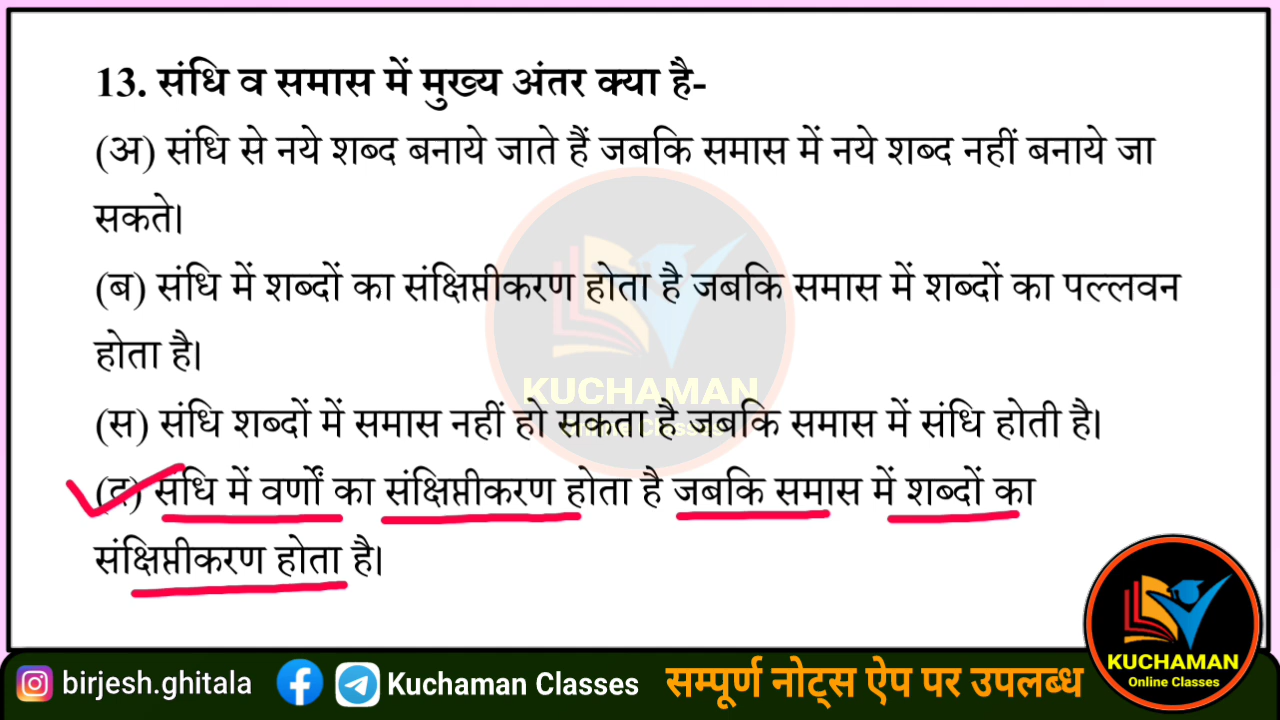 13. संधि व समास में मुख्य अंतर क्या है-
(अ) संधि से नये शब्द बनाये जाते हैं जबकि समास में नये शब्द नहीं बनाये जा
सकते।
(ब) संधि में शब्दों का संक्षिप्तीकरण होता है जबकि समास में शब्दों का पल्लवन
होता है।
(स) संधि शब्दों में समास नहीं हो सकता है जबकि समास में संधि होती है।
(द) संधि में वर्णों का संक्षिप्तीकरण होता है जबकि समास में शब्दों का
संक्षिप्तीकरण होता है।
KUCHAMAN
Online Classes
KUCHAMAN
Online Classes
birjesh.ghitala
Kuchaman Classes
सम्पूर्ण नोट्स ऐप पर उपलब्ध